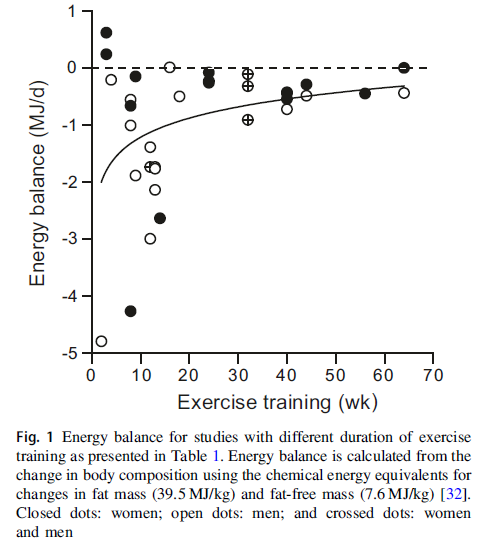 1
0
-1
-2
-3
-4
-5
Energy balance (MJ/d)
0 10 20 30 40 50 60 70
Exercise training (wk)
Fig. 1 Energy balance for studies with different duration of exercise
training as presented in Table 1. Energy balance is calculated from the
change in body composition using the chemical energy equivalents for
changes in fat mass (39.5 MJ/kg) and fat-free mass (7.6 MJ/kg) [32].
Closed dots: women; open dots: men; and crossed dots: women
and men